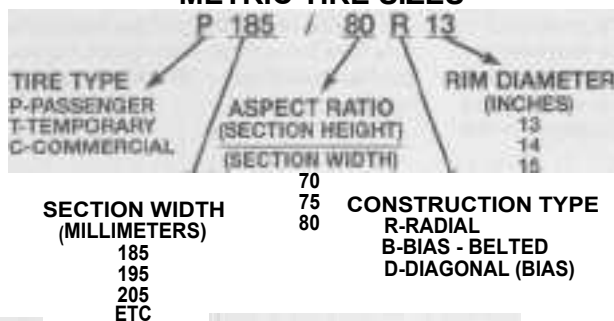 METRIC TIRE SIZES
P 185 / 80 R 13
TIRE TYPE
P-PASSENGER
T-TEMPORARY
C-COMMERCIAL
ASPECT RATIO
(SECTION HEIGHT)
(SECTION WIDTH)
70
75
80
RIM DIAMETER
(INCHES)
13
14
15
SECTION WIDTH
(MILLIMETERS)
185
195
205
ETC
CONSTRUCTION TYPE
R-RADIAL
B-BIAS - BELTED
D-DIAGONAL (BIAS)